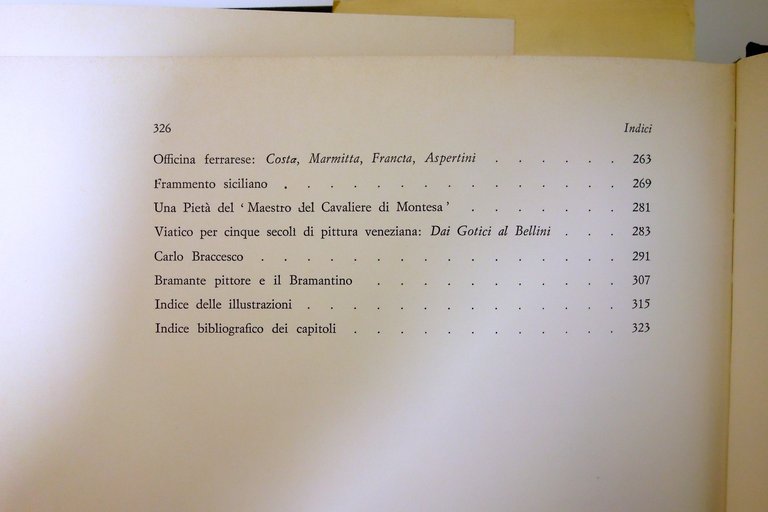 326 Indici
Officina ferrarese: Costa, Marmitta, Francia, Aspertini . . . . . . 263
Frammento siciliano . . . . . . . . . . . . . . . 269
Una Pietà del ‘ Maestro del Cavaliere di Montesa ’ . . . . . . . 281
Viatico per cinque secoli di pittura veneziana: Dai Gotici al Bellini . . . 283
Carlo Braccesco . . . . . . . . . . . . . . . . 291
Bramante pittore e il Bramantino . . . . . . . . . . . 307
Indice delle illustrazioni . . . . . . . . . . . . . . 315
Indice bibliografico dei capitoli . . . . . . . . . . . . 323